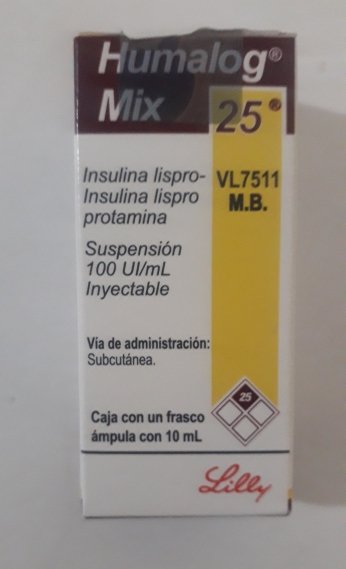 Humalog®
Mix 25®
Insulina lispro-
Insulina lispro
protamina
VL7511
M.B.
Suspensión
100 UI/mL
Inyectable
Vía de administración:
Subcutánea.
25
Caja con un frasco
ámpula con 10 mL
Lilly